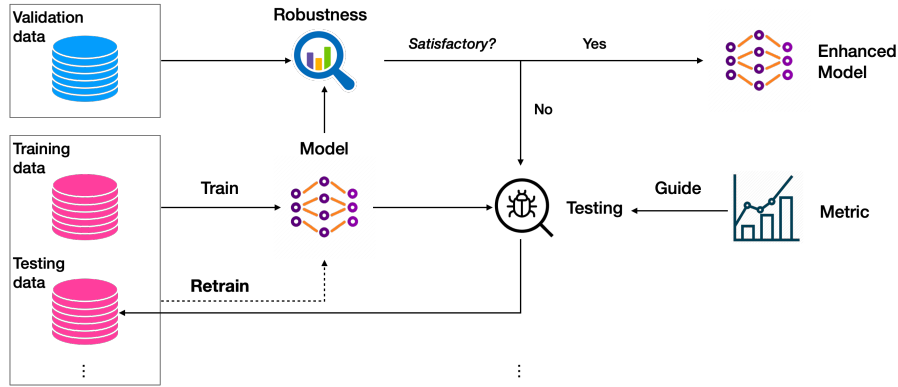 Validation
data
Robustness
Satisfactory?
Yes
Enhanced
Model
No
Training
data
Train
Model
Testing
Guide
Metric
Testing
data
Retrain
⋮
⋮